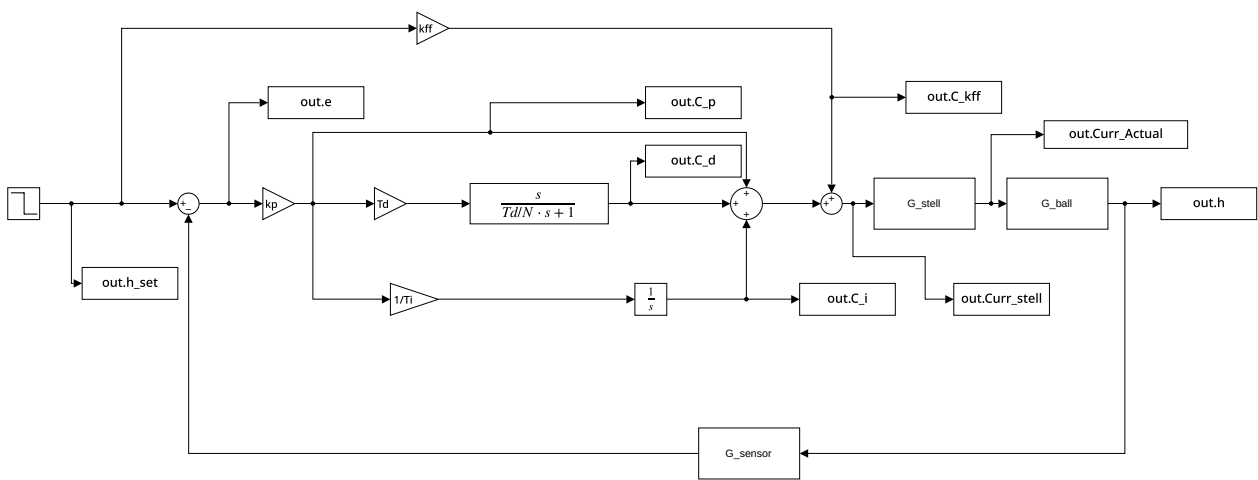 kff
out.e
out.C_p
out.C_kff
out.Curr_Actual
out.C_d
+
−
kp
Td
s
Td/N · s + 1
+
+
+
+
+
G_stell
G_ball
out.h
out.h_set
1/Ti
1
s
out.C_i
out.Curr_stell
G_sensor